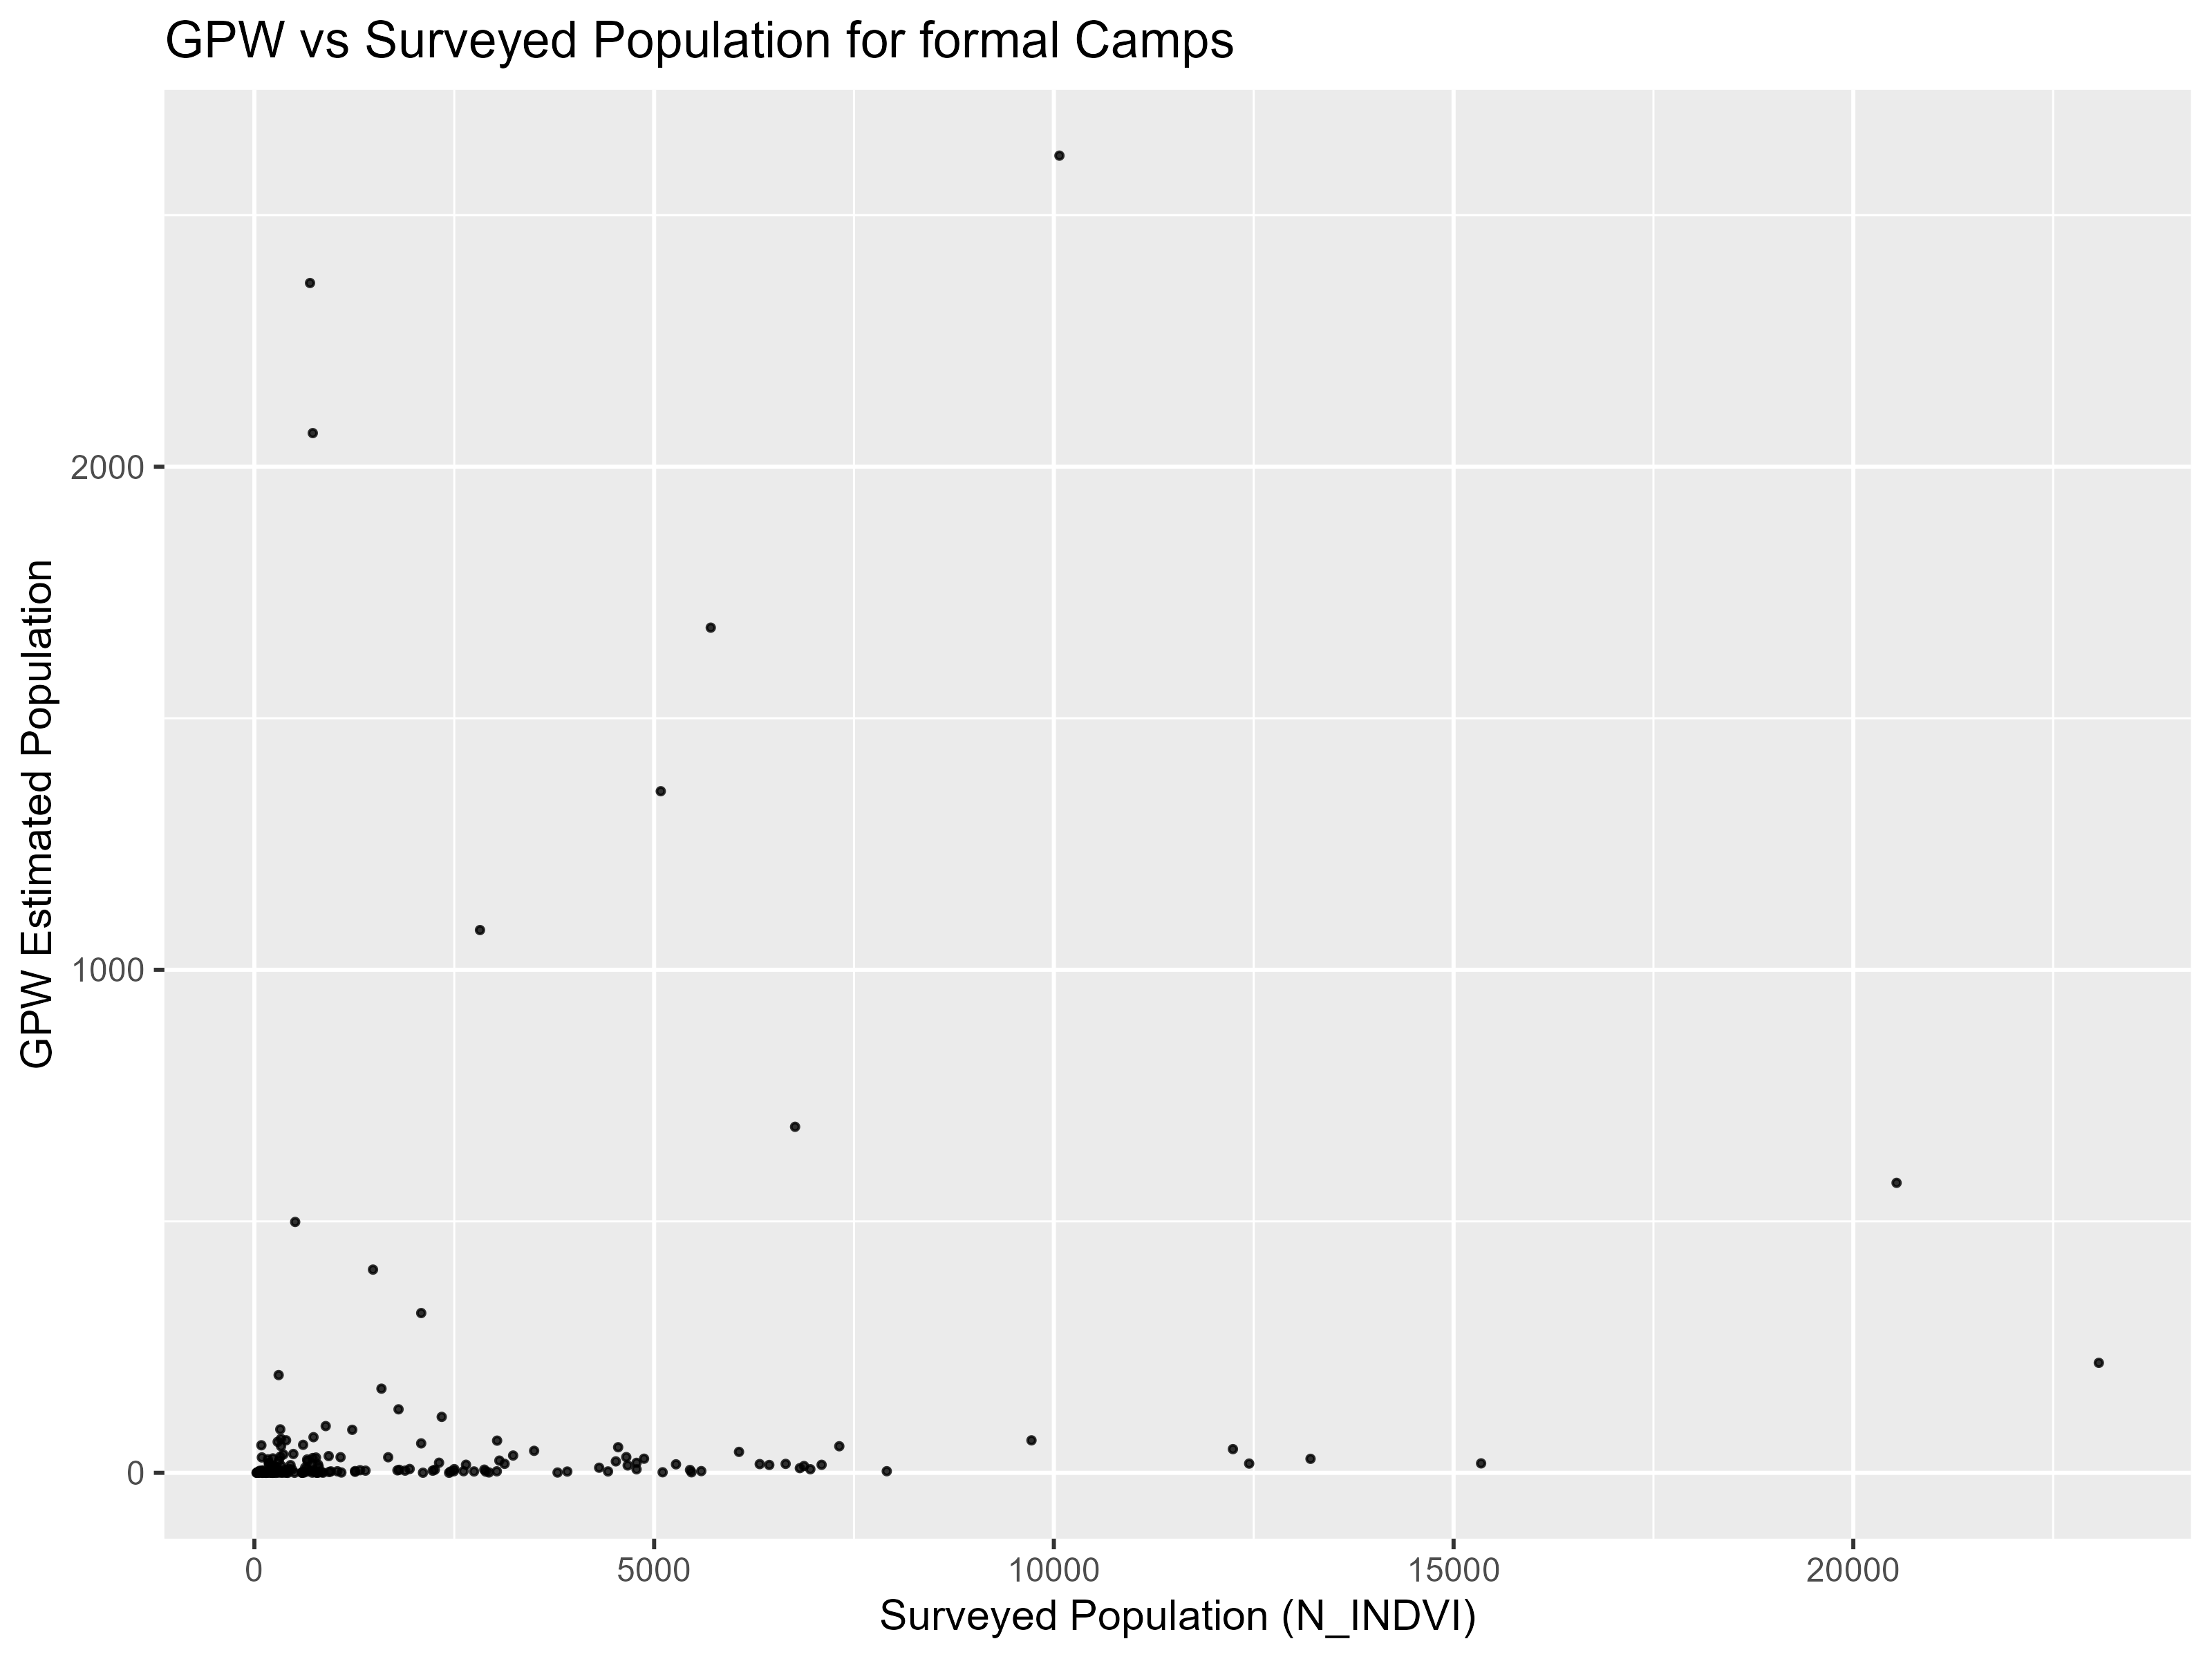 GPW vs Surveyed Population for formal Camps
GPW Estimated Population
2000
1000
0
0 5000 10000 15000 20000
Surveyed Population (N_INDVI)